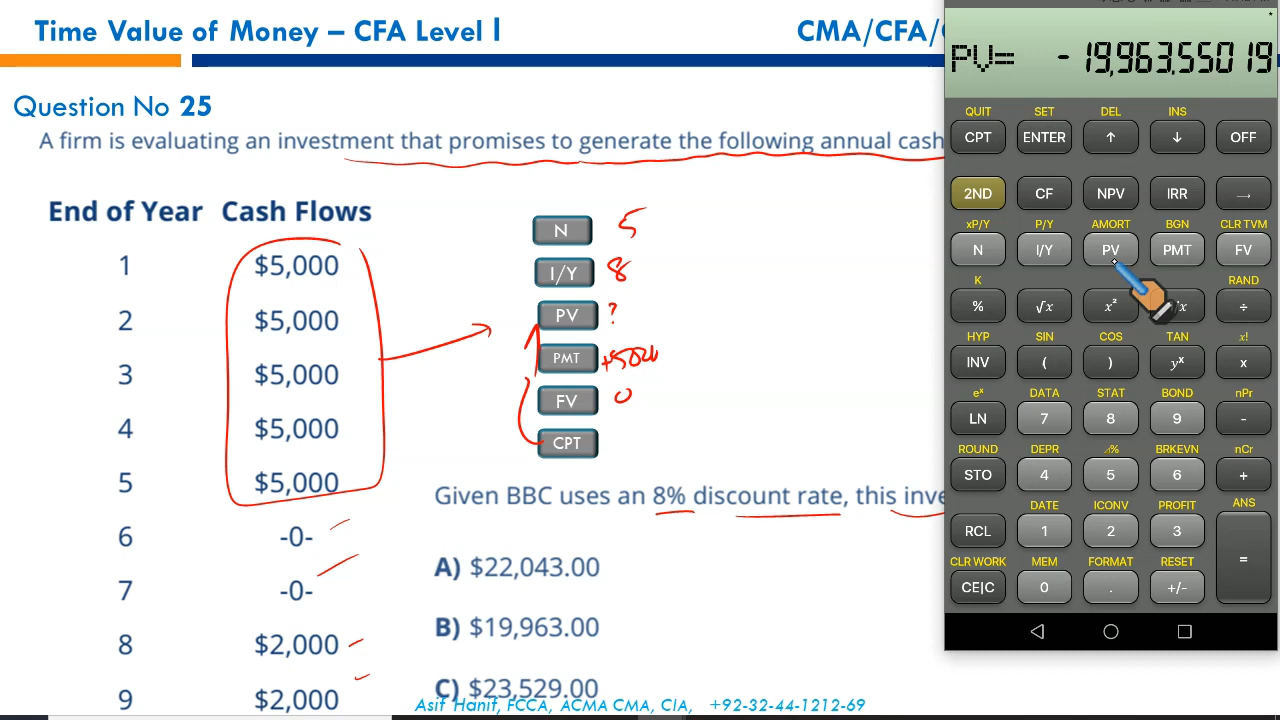 Time Value of Money – CFA Level I
CMA/CFA/
Question No 25
A firm is evaluating an investment that promises to generate the following annual cash
End of Year Cash Flows
1 $5,000
2 $5,000
3 $5,000
4 $5,000
5 $5,000
6 -0-
7 -0-
8 $2,000
9 $2,000
N 5
I/Y 8
PV ?
PMT
FV 0
CPT
Given BBC uses an 8% discount rate, this inve
A) $22,043.00
B) $19,963.00
C) $23,529.00
Asif Hanif, FCCA, ACMA CMA, CIA, +92-32-44-1212-69
PV= -19,963.55019
QUIT SET DEL INS
CPT ENTER ↑ ↓ OFF
2ND CF NPV IRR →
xP/Y P/Y AMORT BGN CLR TVM
N I/Y PV PMT FV
K RAND
% √x x² ÷
HYP SIN COS TAN x!
INV ( ) yˣ x
eˣ DATA STAT BOND nPr
LN 7 8 9 -
ROUND DEPR ⊿% BRKEVN nCr
STO 4 5 6 +
DATE ICONV PROFIT ANS
RCL 1 2 3
CLR WORK MEM FORMAT RESET
CE|C 0 . +/- =